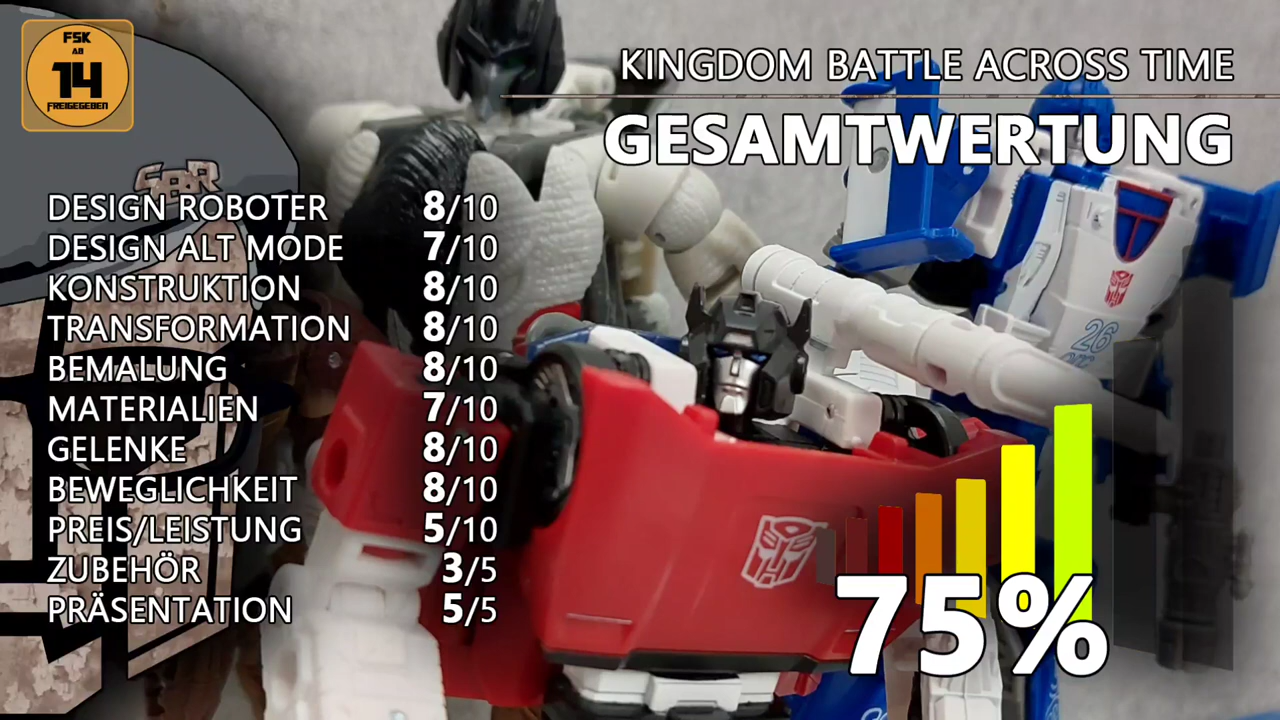 FSK
AB
14
FREIGEGEBEN
KINGDOM BATTLE ACROSS TIME
GESAMTWERTUNG
GBR
DESIGN ROBOTER 8/10
DESIGN ALT MODE 7/10
KONSTRUKTION 8/10
TRANSFORMATION 8/10
BEMALUNG 8/10
MATERIALIEN 7/10
GELENKE 8/10
BEWEGLICHKEIT 8/10
PREIS/LEISTUNG 5/10
ZUBEHÖR 3/5
PRÄSENTATION 5/5
26
75%